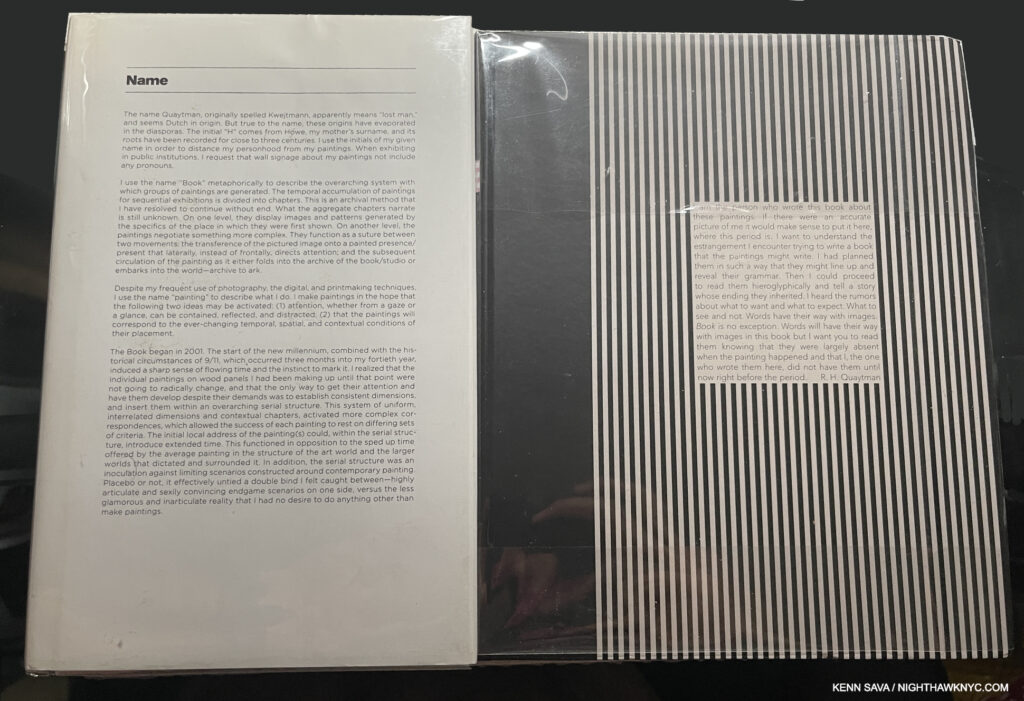 Name
The name Quaytman, originally spelled Kwejtmann, apparently means "lost man,"
and seems Dutch in origin. But true to the name, these origins have evaporated
in the diasporas. The initial "H" comes from Howe, my mother's surname, and its
roots have been recorded for close to three centuries. I use the initials of my given
name in order to distance my personhood from my paintings. When exhibiting
in public institutions, I request that wall signage about my paintings not include
any pronouns.
I use the name "Book" metaphorically to describe the overarching system with
which groups of paintings are generated. The temporal accumulation of paintings
for sequential exhibitions is divided into chapters. This is an archival method that
I have resolved to continue without end. What the aggregate chapters narrate
is still unknown. On one level, they display images and patterns generated by
the specifics of the place in which they were first shown. On another level, the
paintings negotiate something more complex. They function as a suture between
two movements: the transference of the pictured image onto a painted presence/
present that laterally, instead of frontally, directs attention; and the subsequent
circulation of the painting as it either folds into the archive of the book/studio or
embarks into the world—archive to ark.
Despite my frequent use of photography, the digital, and printmaking techniques,
I use the name "painting" to describe what I do. I make paintings in the hope that
the following two ideas may be activated: (1) attention, whether from a gaze or
a glance, can be contained, reflected, and distracted; (2) that the paintings will
correspond to the ever-changing temporal, spatial, and contextual conditions of
their placement.
The Book began in 2001. The start of the new millennium, combined with the his-
torical circumstances of 9/11, which occurred three months into my fortieth year,
induced a sharp sense of flowing time and the instinct to mark it. I realized that the
individual paintings on wood panels I had been making up until that point were
not going to radically change, and that the only way to get their attention and
have them develop despite their demands was to establish consistent dimensions,
and insert them within an overarching serial structure. This system of uniform,
interrelated dimensions and contextual chapters, activated more complex cor-
respondences, which allowed the success of each painting to rest on differing sets
of criteria. The initial local address of the painting(s) could, within the serial struc-
ture, introduce extended time. This functioned in opposition to the sped up time
offered by the average painting in the structure of the art world and the larger
worlds that dictated and surrounded it. In addition, the serial structure was an
inoculation against limiting scenarios constructed around contemporary painting.
Placebo or not, it effectively untied a double bind I felt caught between—highly
articulate and sexily convincing endgame scenarios on one side, versus the less
glamorous and inarticulate reality that I had no desire to do anything other than
make paintings.
I am the person who wrote this book about
these paintings. If there were an accurate
picture of me it would make sense to put it here,
where this period is. I want to understand the
estrangement I encounter trying to write a book
that the paintings might write. I had planned
them in such a way that they might line up and
reveal their grammar. Then I could proceed
to read them hieroglyphically and tell a story
whose ending they inherited. I heard the rumors
about what to want and what to expect. What to
see and not. Words have their way with images.
Book is no exception. Words will have their way
with images in this book but I want you to read
them knowing that they were largely absent
when the painting happened and that I, the one
who wrote them here, did not have them until
now right before the period. R. H. Quaytman
KENN SAVA / NIGHTHAWKNYC.COM